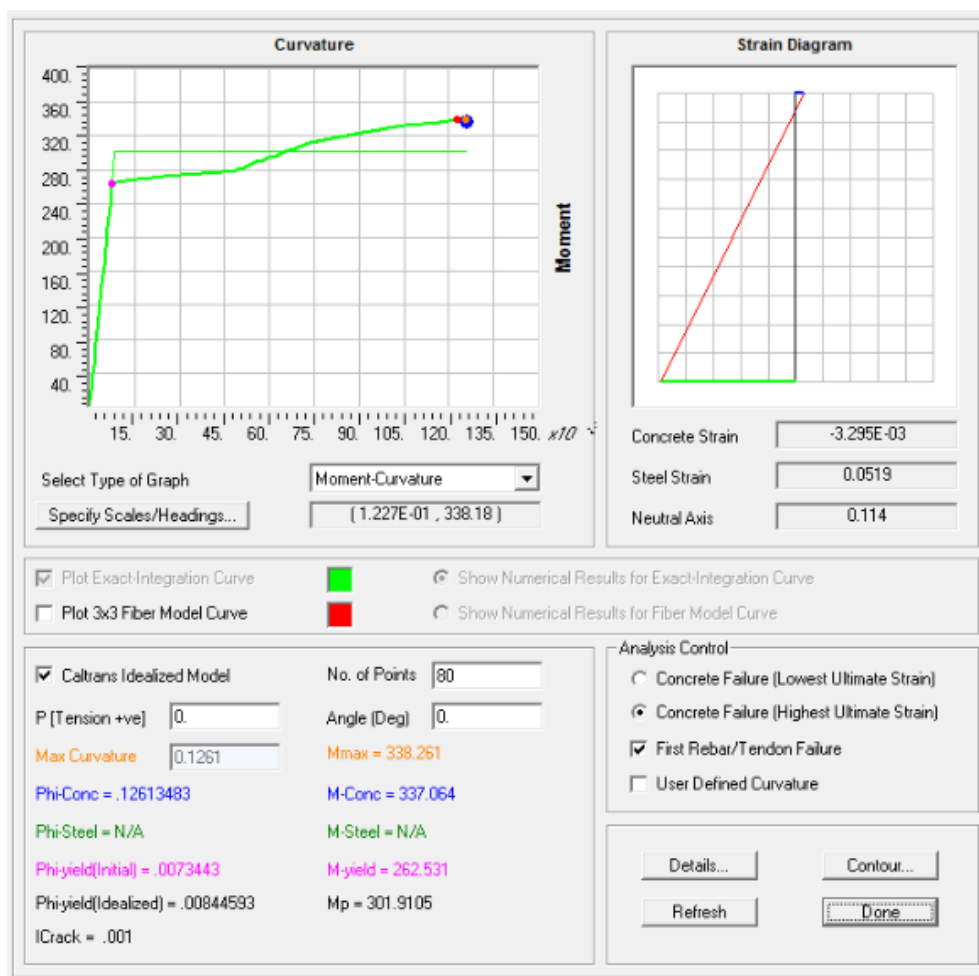 Curvature
400.
360.
320.
280.
240.
200.
160.
120.
80.
40.
Moment
15. 30. 45. 60. 75. 90. 105. 120. 135. 150. x10
Select Type of Graph
Moment-Curvature
Specify Scales/Headings...
( 1.227E-01 , 338.18 )
Strain Diagram
Concrete Strain
-3.295E-03
Steel Strain
0.0519
Neutral Axis
0.114
Plot Exact-Integration Curve
Show Numerical Results for Exact-Integration Curve
Plot 3x3 Fiber Model Curve
Show Numerical Results for Fiber Model Curve
Caltrans Idealized Model
No. of Points
80
P [Tension +ve]
0.
Angle (Deg)
0.
Max Curvature
0.1261
Mmax = 338.261
Phi-Conc = .12613483
M-Conc = 337.064
Phi-Steel = N/A
M-Steel = N/A
Phi-yield(Initial) = .0073443
M-yield = 262.531
Phi-yield(Idealized) = .00844593
Mp = 301.9105
ICrack = .001
Analysis Control
Concrete Failure (Lowest Ultimate Strain)
Concrete Failure (Highest Ultimate Strain)
First Rebar/Tendon Failure
User Defined Curvature
Details...
Contour...
Refresh
Done